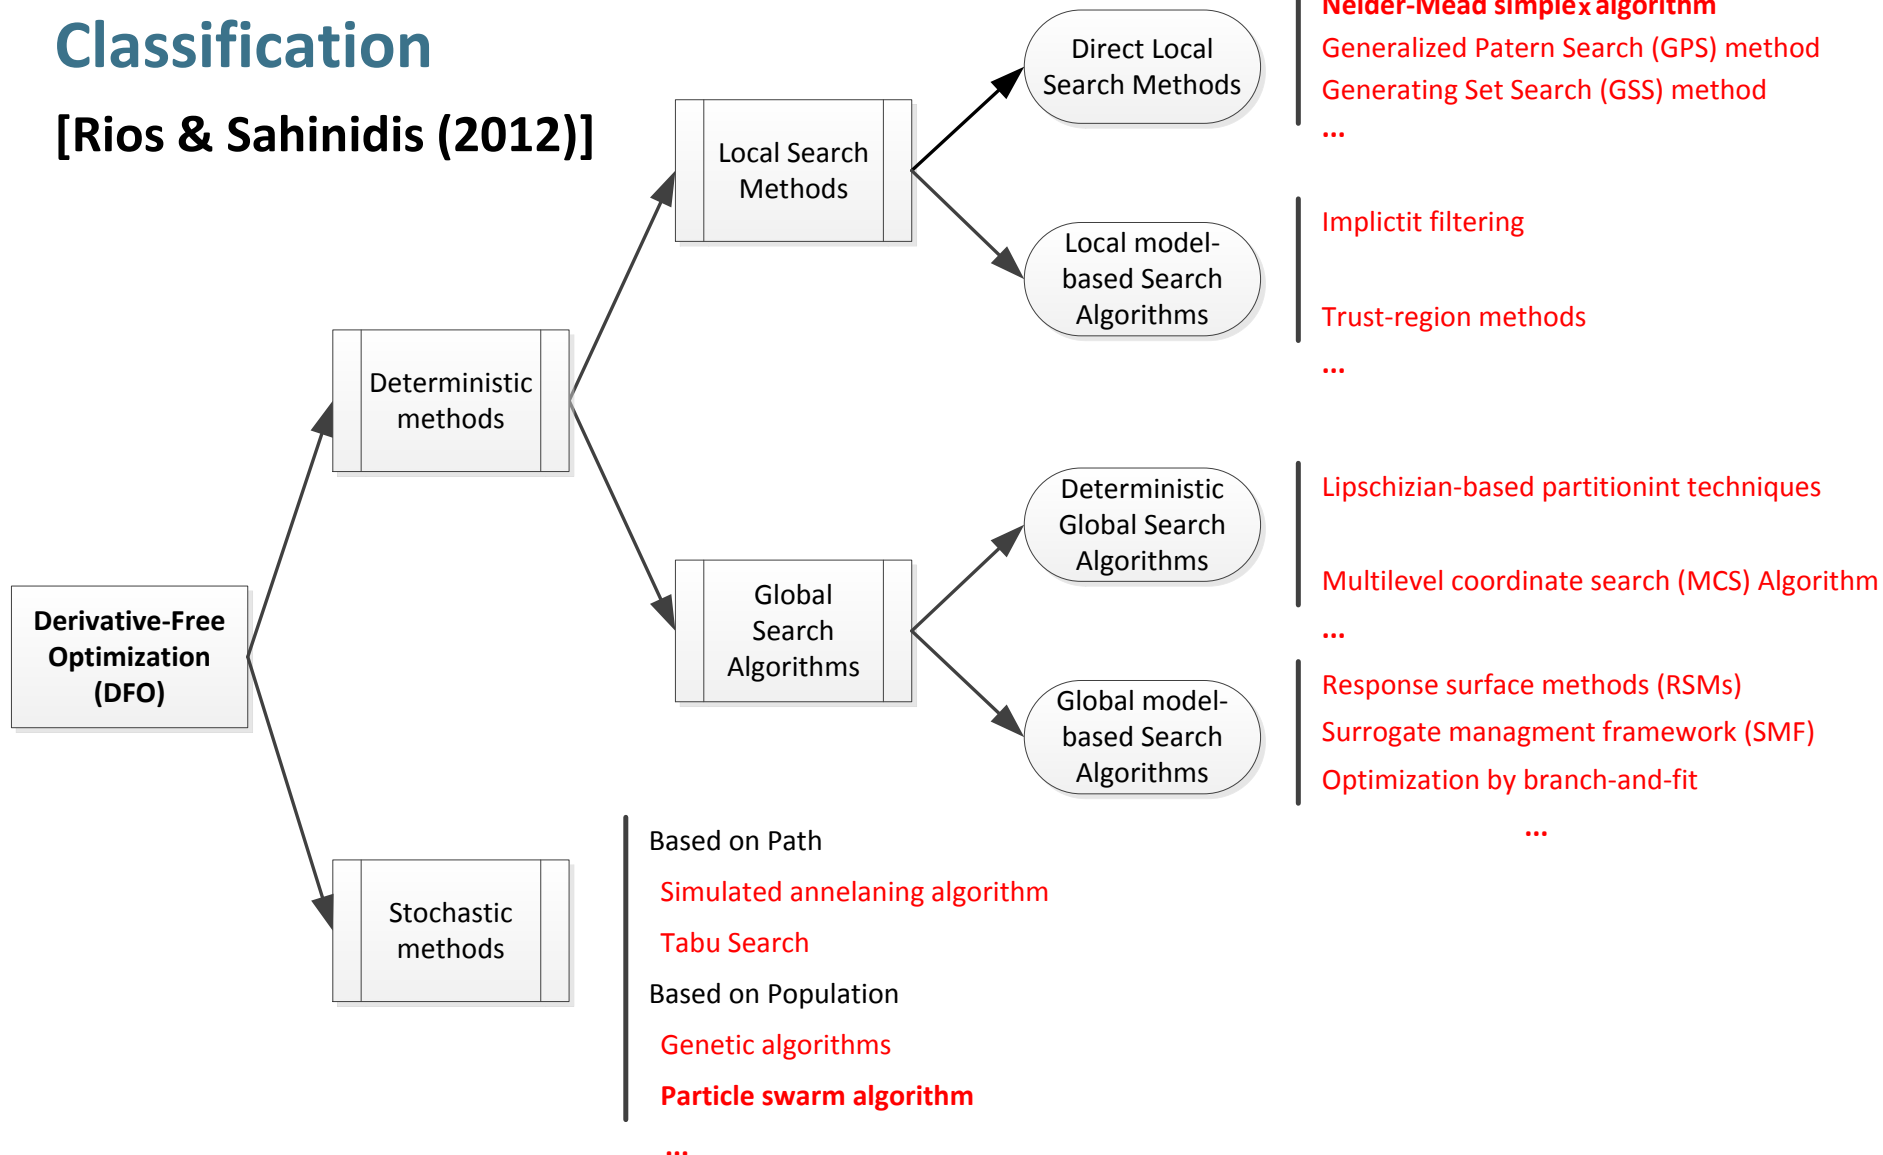 Classification
[Rios & Sahinidis (2012)]
Derivative-Free
Optimization
(DFO)
Deterministic
methods
Stochastic
methods
Local Search
Methods
Global
Search
Algorithms
Direct Local
Search Methods
Nelder-Mead simplex algorithm
Generalized Patern Search (GPS) method
Generating Set Search (GSS) method
...
Local model-
based Search
Algorithms
Implictit filtering
Trust-region methods
...
Deterministic
Global Search
Algorithms
Lipschizian-based partitionint techniques
Multilevel coordinate search (MCS) Algorithm
...
Global model-
based Search
Algorithms
Response surface methods (RSMs)
Surrogate managment framework (SMF)
Optimization by branch-and-fit
...
Based on Path
Simulated annelaning algorithm
Tabu Search
Based on Population
Genetic algorithms
Particle swarm algorithm
...